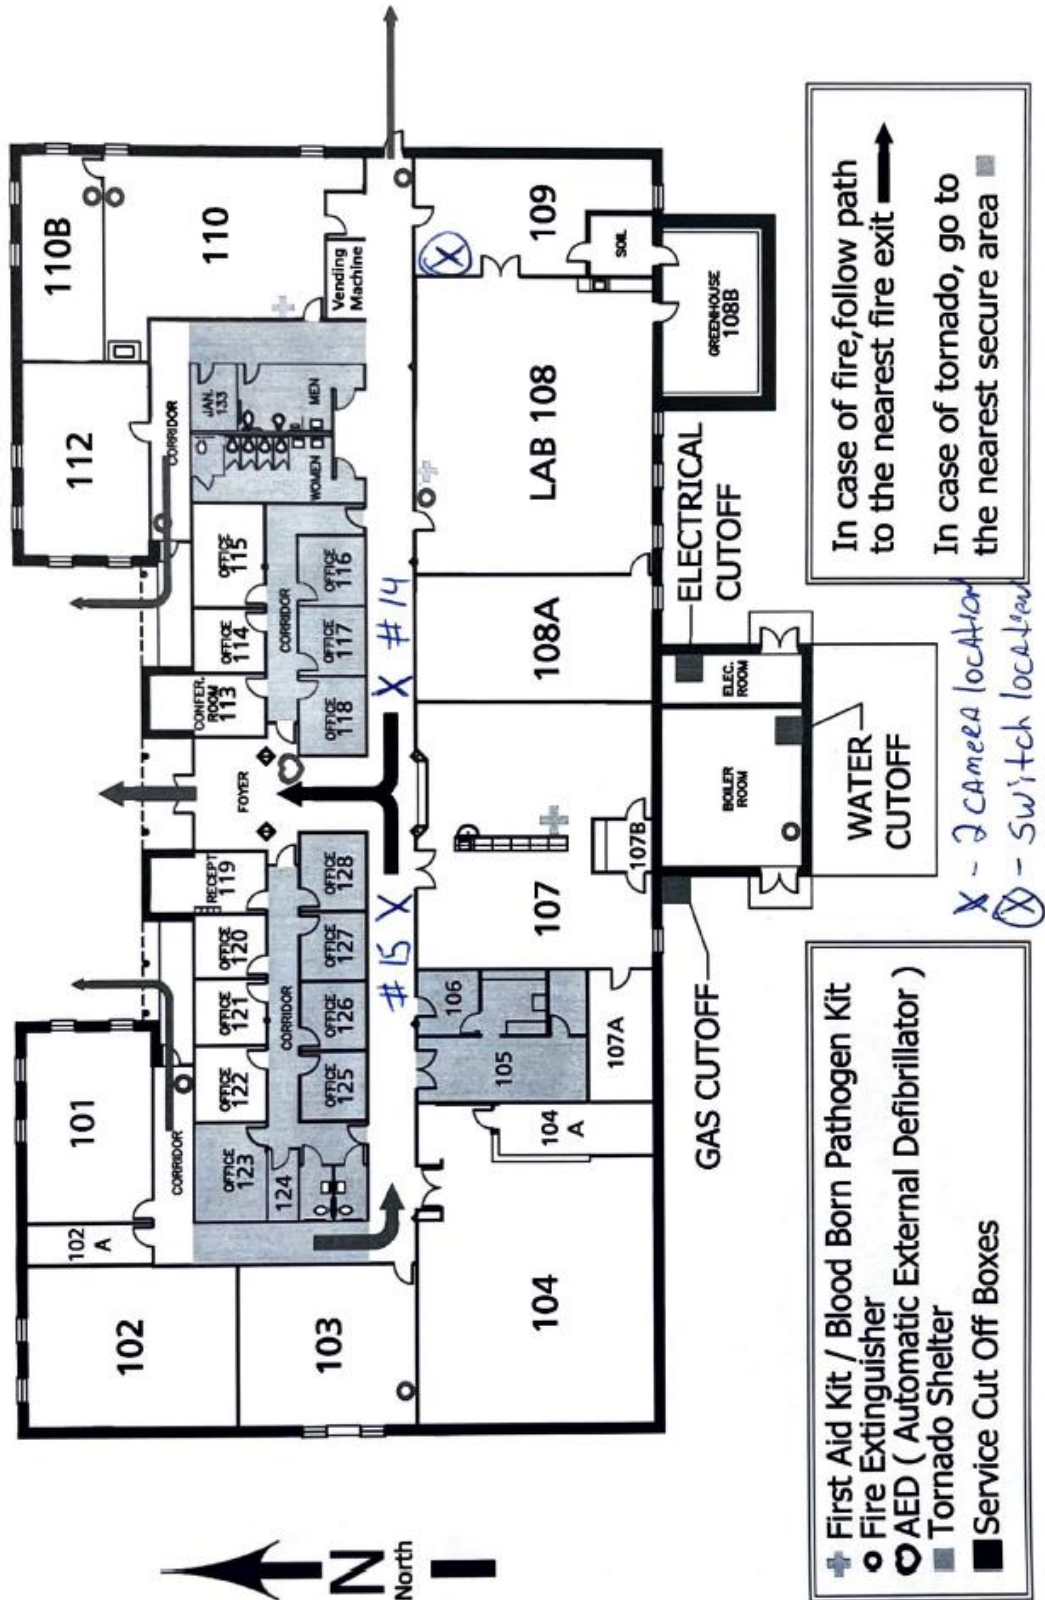 110B
110
112
CORRIDOR
JAN.
133
MEN
WOMEN
Vending
Machine
109
SOIL
GREENHOUSE
108B
LAB 108
108A
OFFICE
115
OFFICE
114
CONFER.
ROOM
113
CORRIDOR
OFFICE
116
OFFICE
117
OFFICE
118
X #14
X
FOYER
RECEPT
119
OFFICE
120
OFFICE
121
OFFICE
122
OFFICE
123
124
CORRIDOR
OFFICE
128
OFFICE
127
OFFICE
126
OFFICE
125
#15 X
101
CORRIDOR
102
A
102
103
104
104
A
105
106
107
107A
107B
BOILER
ROOM
ELEC.
ROOM
ELECTRICAL
CUTOFF
WATER
CUTOFF
GAS CUTOFF
N
North
First Aid Kit / Blood Born Pathogen Kit
Fire Extinguisher
AED ( Automatic External Defibrillator )
Tornado Shelter
Service Cut Off Boxes
X - 2 CAMERA LOCATION
X - Switch location
In case of fire,follow path
to the nearest fire exit
In case of tornado, go to
the nearest secure area